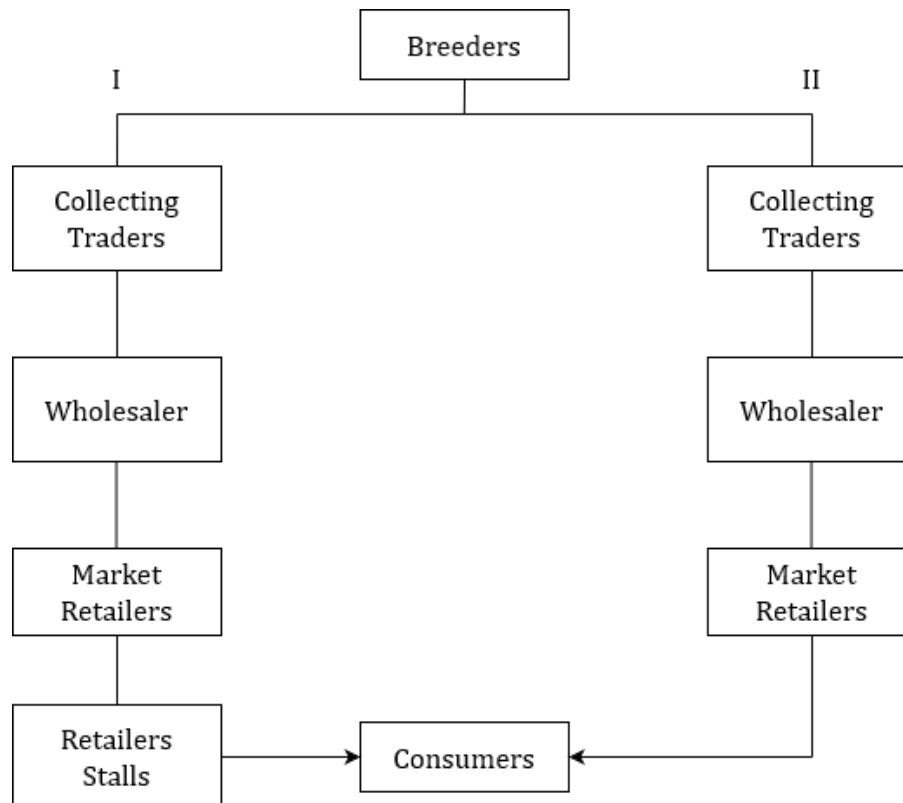 Breeders
I
II
Collecting
Traders
Collecting
Traders
Wholesaler
Wholesaler
Market
Retailers
Market
Retailers
Retailers
Stalls
Consumers